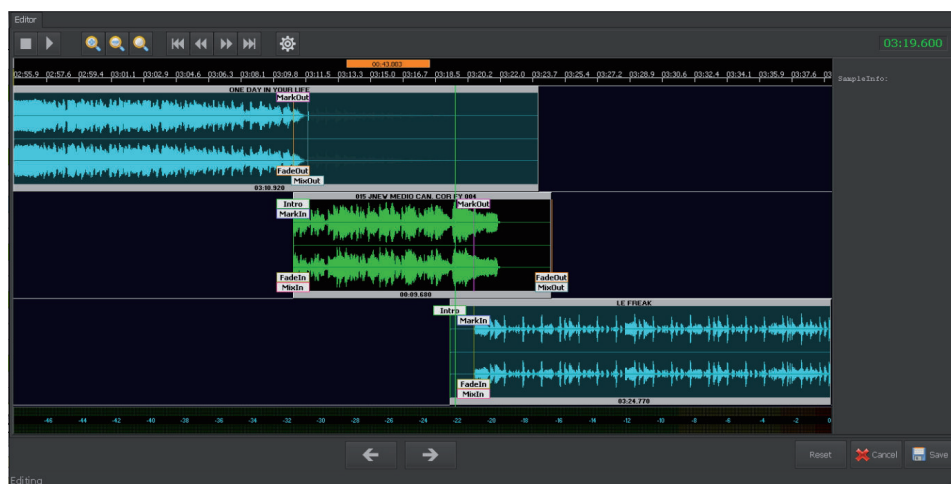 Editor
03:19.600
00:43.003
02:55.9 02:57.6 02:59.4 03:01.1 03:02.9 03:04.6 03:06.3 03:08.1 03:09.8 03:11.5 03:13.3 03:15.0 03:16.7 03:18.5 03:20.2 03:22.0 03:23.7 03:25.4 03:27.2 03:28.9 03:30.6 03:32.4 03:34.1 03:35.9 03:37.6 03
SampleInfo:
ONE DAY IN YOUR LIFE
MarkOut
FadeOut
MixOut
03:10.920
015 JNEW MEDIO CAN. COR EY 004
Intro
MarkOut
MarkIn
FadeIn
FadeOut
MixIn
MixOut
00:09.600
LE FREAK
Intro
MarkIn
FadeIn
MixIn
03:24.770
-46 -44 -42 -40 -38 -36 -34 -32 -30 -28 -26 -24 -22 -20 -18 -16 -14 -12 -10 -8 -6 -4 -2 0
Reset
Cancel
Save
Editing